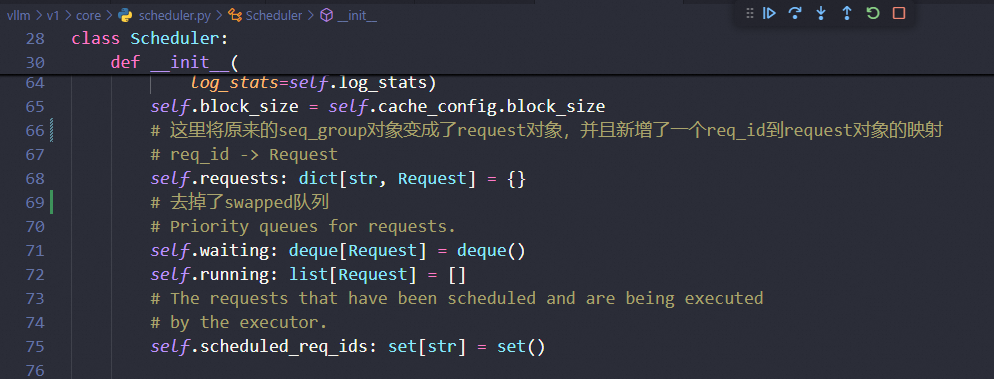 vllm > v1 > core > scheduler.py > Scheduler > __init__
28 class Scheduler:
30     def __init__(
64             log_stats=self.log_stats)
65         self.block_size = self.cache_config.block_size
66         # 这里将原来的seq_group对象变成了request对象，并且新增了一个req_id到request对象的映射
67         # req_id -> Request
68         self.requests: dict[str, Request] = {}
69         # 去掉了swapped队列
70         # Priority queues for requests.
71         self.waiting: deque[Request] = deque()
72         self.running: list[Request] = []
73         # The requests that have been scheduled and are being executed
74         # by the executor.
75         self.scheduled_req_ids: set[str] = set()
76